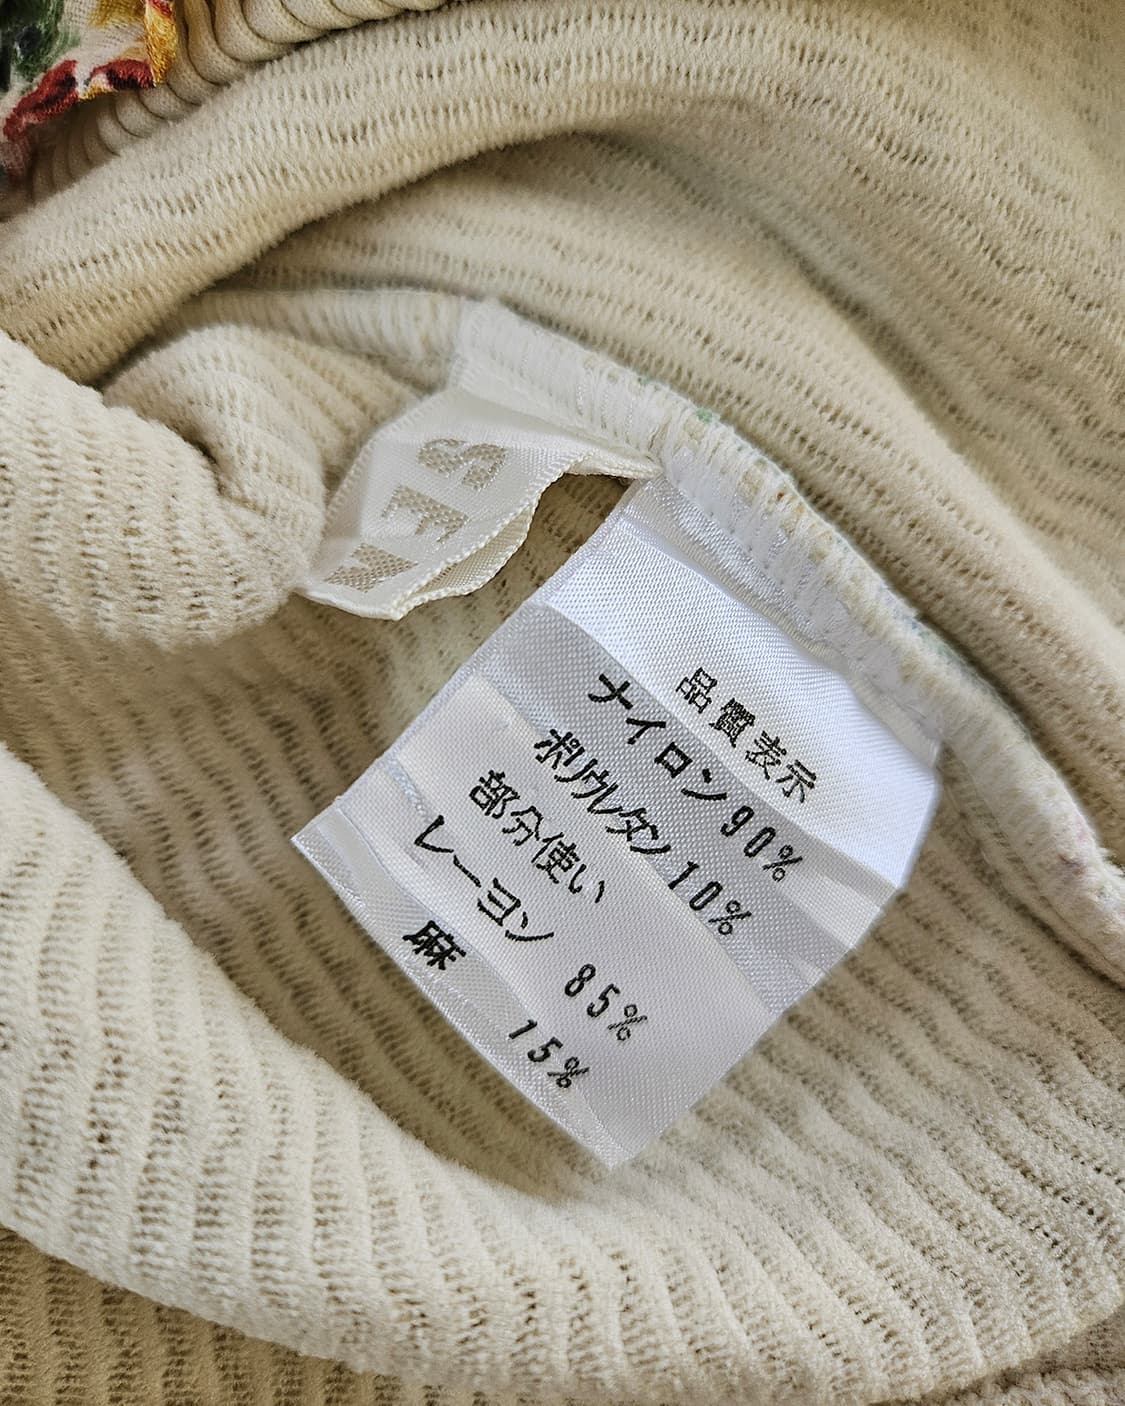 品質表示
ナイロン 90%
ポリウレタン 10%
部分使い
レーヨン 85%
麻 15%